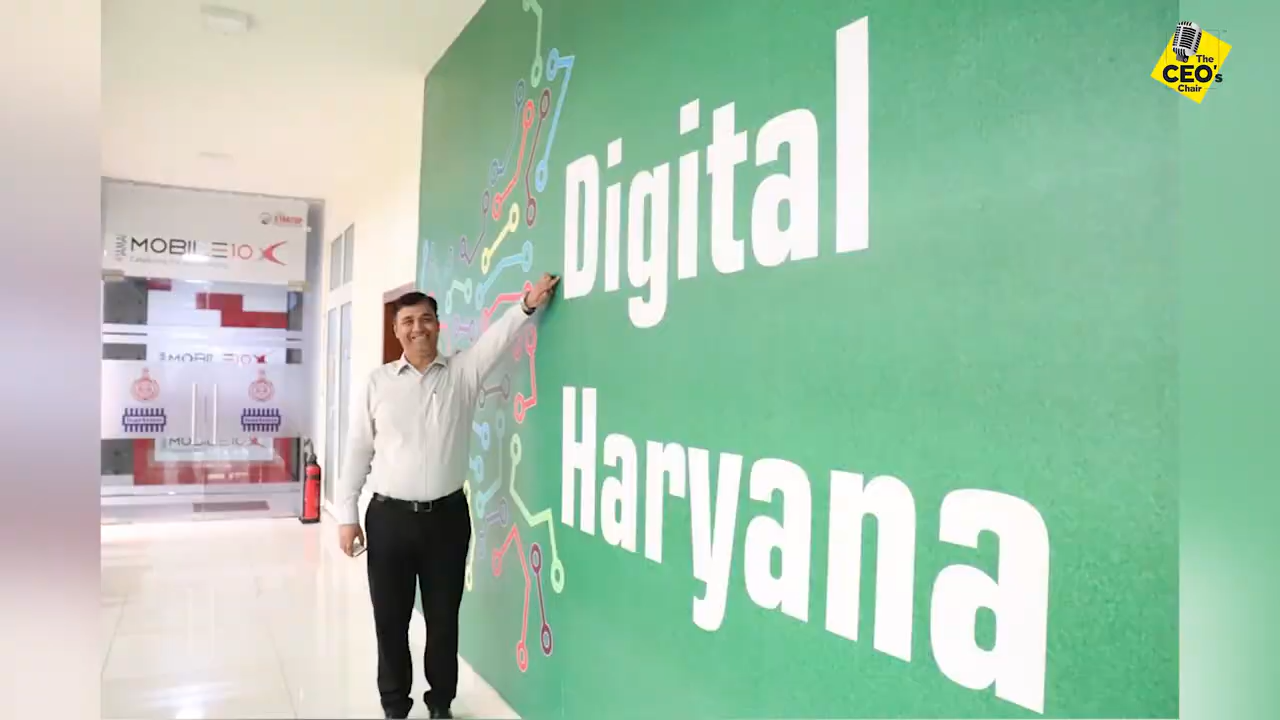 The
CEO's
Chair
Digital
Haryana
MOBILE10X
MOBILE10X
MOBILE10X